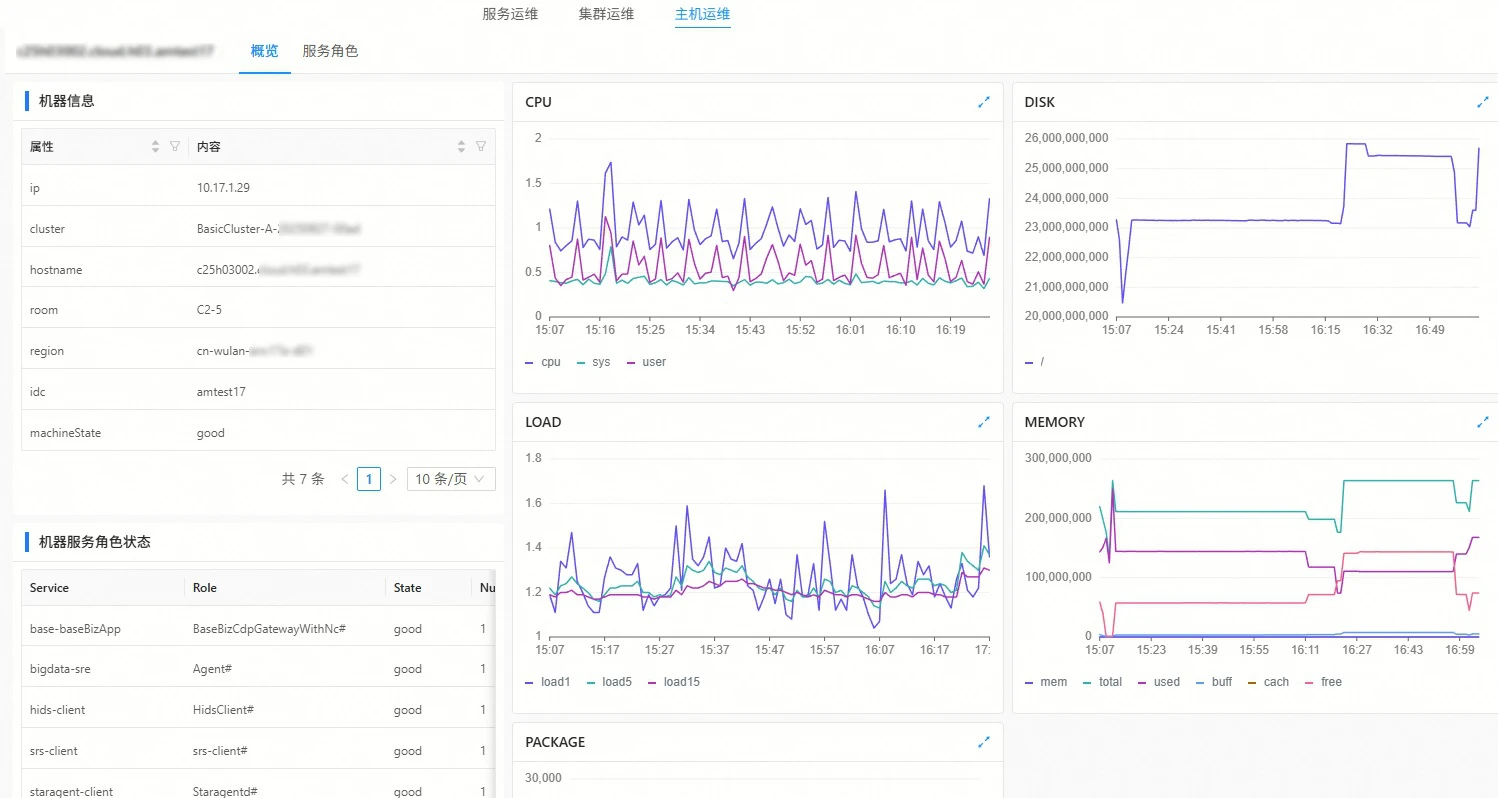 服务运维 集群运维 主机运维
概览 服务角色
机器信息
属性 内容
ip 10.17.1.29
cluster BasicCluster-A-
hostname c25h03002.
room C2-5
region cn-wulan-
idc amtest17
machineState good
共 7 条 < 1 > 10 条/页
机器服务角色状态
Service Role State Nu
base-baseBizApp BaseBizCdpGatewayWithNc# good 1
bigdata-sre Agent# good 1
hids-client HidsClient# good 1
srs-client srs-client# good 1
staragent-client Staragentd# good 1
CPU
2
1.5
1
0.5
0
15:07 15:16 15:25 15:34 15:43 15:52 16:01 16:10 16:19
cpu sys user
DISK
26,000,000,000
25,000,000,000
24,000,000,000
23,000,000,000
22,000,000,000
21,000,000,000
20,000,000,000
15:07 15:24 15:41 15:58 16:15 16:32 16:49
/
LOAD
1.8
1.6
1.4
1.2
1
15:07 15:17 15:27 15:37 15:47 15:57 16:07 16:17 17:
load1 load5 load15
MEMORY
300,000,000
200,000,000
100,000,000
0
15:07 15:23 15:39 15:55 16:11 16:27 16:43 16:59
mem total used buff cach free
PACKAGE
30,000